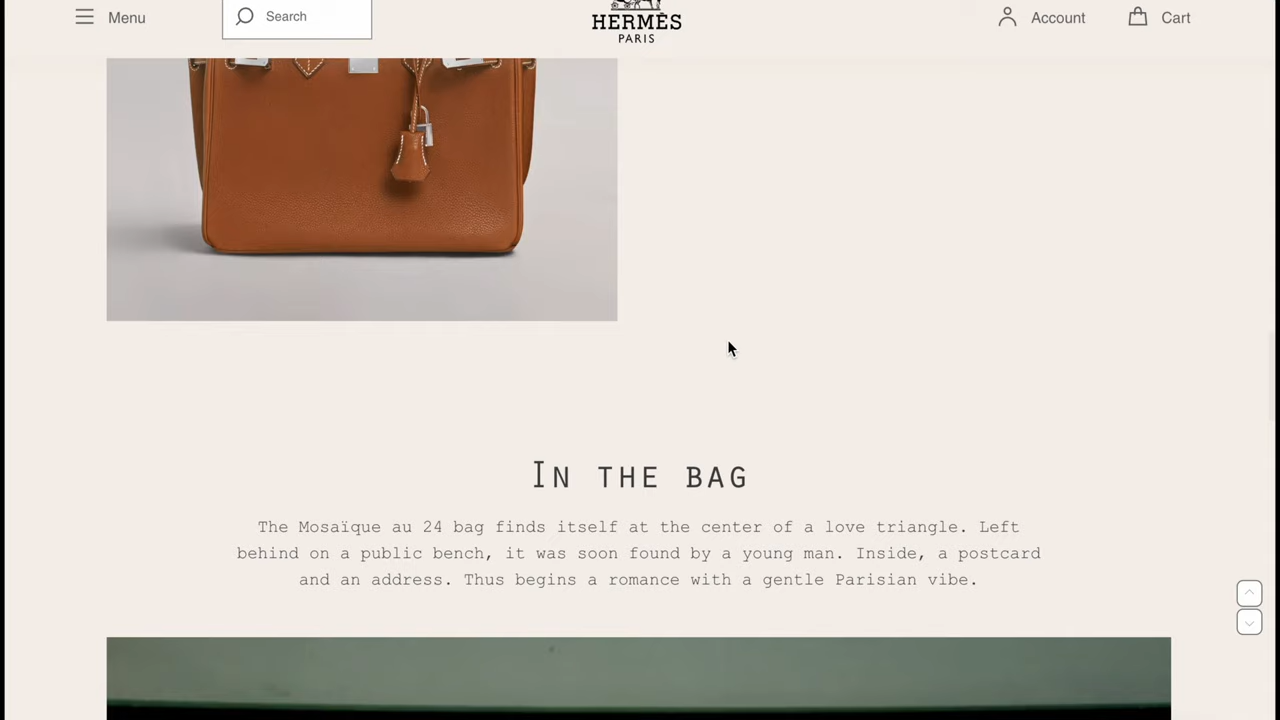 Menu
Search
HERMÈS
PARIS
Account
Cart
In the bag
The Mosaïque au 24 bag finds itself at the center of a love triangle. Left
behind on a public bench, it was soon found by a young man. Inside, a postcard
and an address. Thus begins a romance with a gentle Parisian vibe.